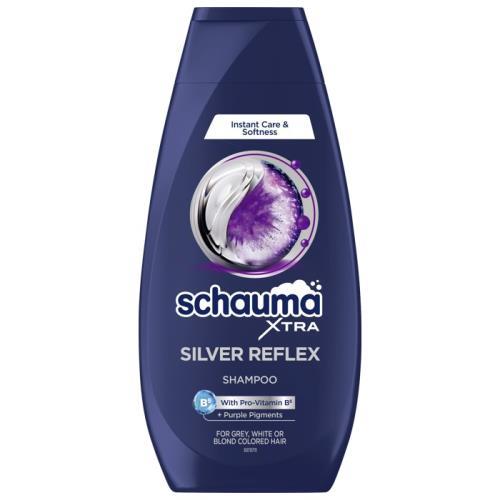 Instant Care &
Softness
schauma
XTRA
SILVER REFLEX
SHAMPOO
B5 With Pro-Vitamin B5
+ Purple Pigments
FOR GREY, WHITE OR
BLOND COLORED HAIR